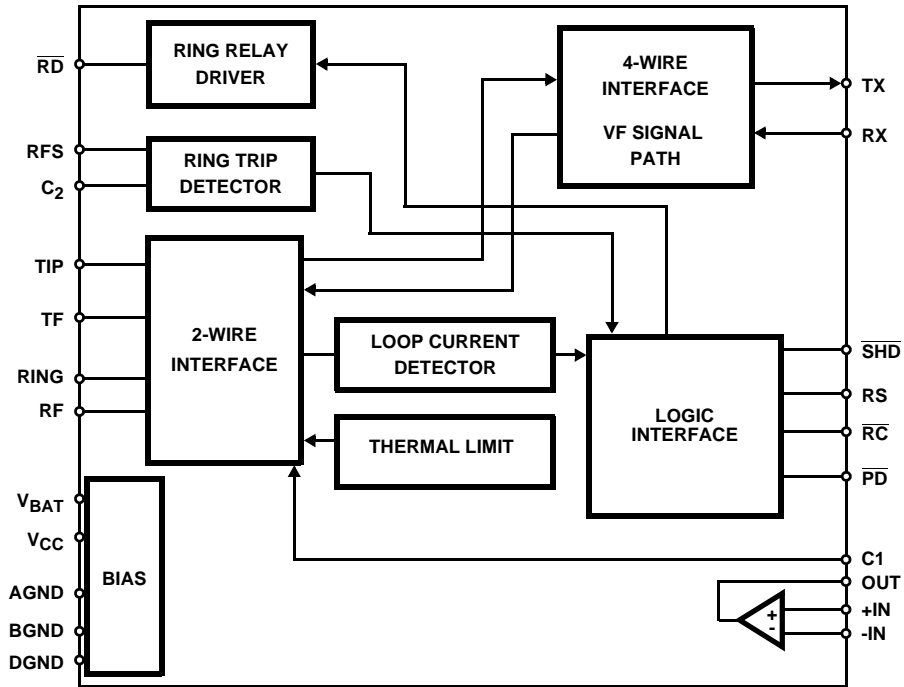 RD
RFS
C2
TIP
TF
RING
RF
VBAT
VCC
AGND
BGND
DGND
RING RELAY
DRIVER
RING TRIP
DETECTOR
2-WIRE
INTERFACE
BIAS
LOOP CURRENT
DETECTOR
THERMAL LIMIT
4-WIRE
INTERFACE
VF SIGNAL
PATH
LOGIC
INTERFACE
+
-
TX
RX
SHD
RS
RC
PD
C1
OUT
+IN
-IN